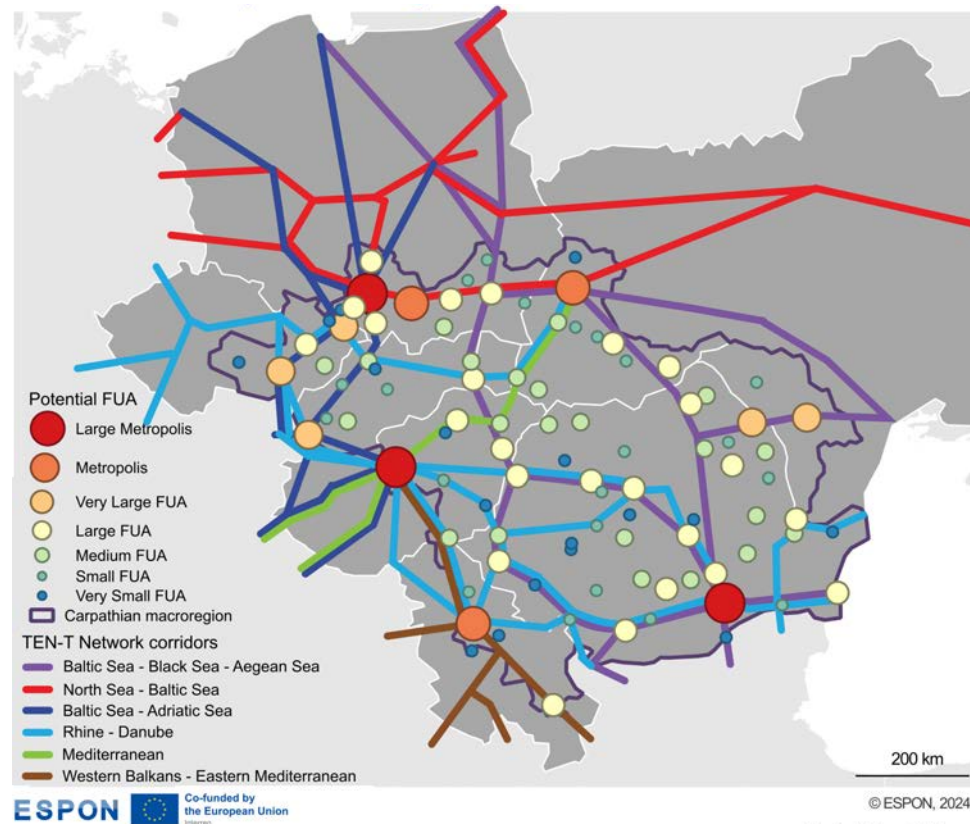 Potential FUA
Large Metropolis
Metropolis
Very Large FUA
Large FUA
Medium FUA
Small FUA
Very Small FUA
Carpathian macroregion
TEN-T Network corridors
Baltic Sea - Black Sea - Aegean Sea
North Sea - Baltic Sea
Baltic Sea - Adriatic Sea
Rhine - Danube
Mediterranean
Western Balkans - Eastern Mediterranean
200 km
ESPON
Co-funded by
the European Union
Interreg
© ESPON, 2024